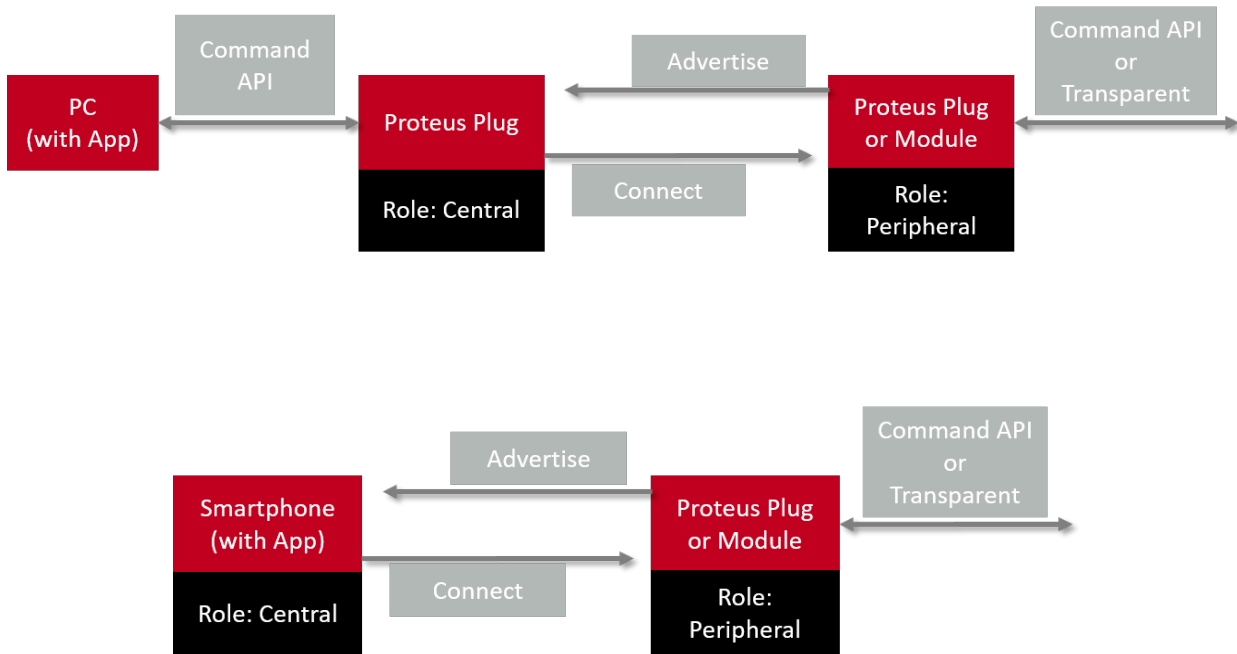 Command
API
PC
(with App)
Proteus Plug
Role: Central
Advertise
Connect
Proteus Plug
or Module
Role:
Peripheral
Command API
or
Transparent
Smartphone
(with App)
Role: Central
Advertise
Connect
Proteus Plug
or Module
Role:
Peripheral
Command API
or
Transparent